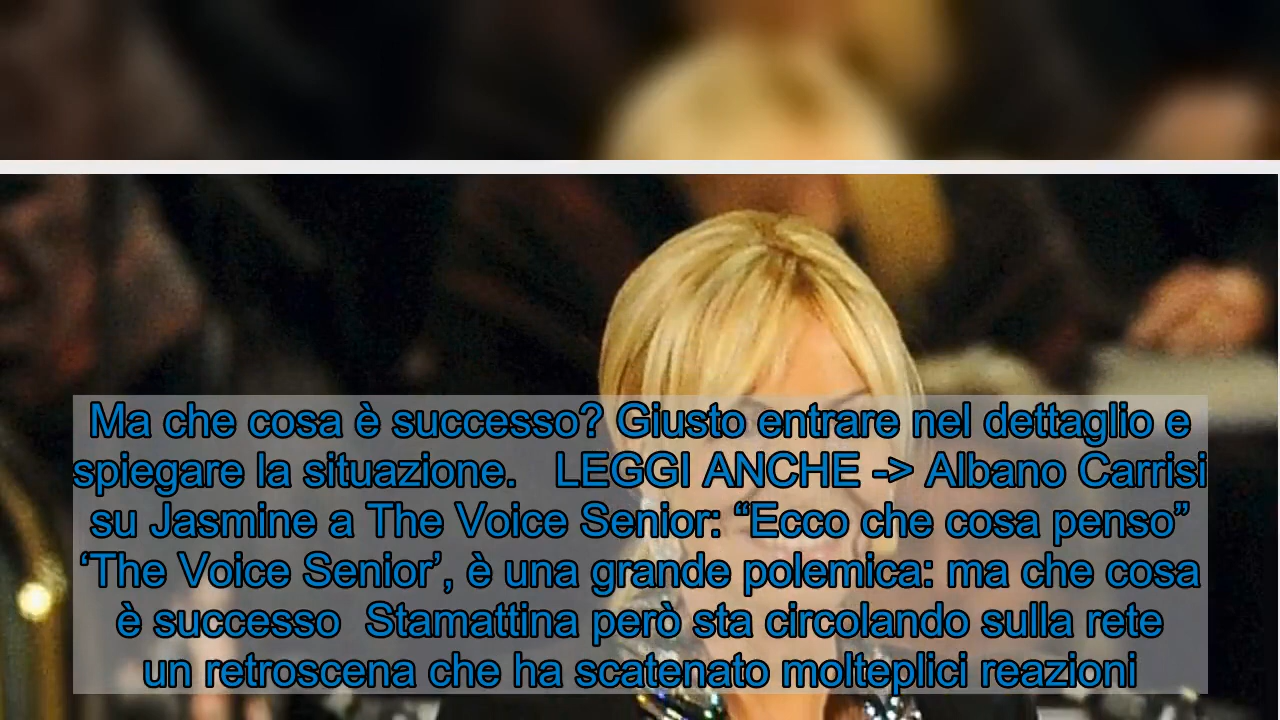 Ma che cosa è successo? Giusto entrare nel dettaglio e
spiegare la situazione.   LEGGI ANCHE -> Albano Carrisi
su Jasmine a The Voice Senior: “Ecco che cosa penso”
‘The Voice Senior’, è una grande polemica: ma che cosa
è successo  Stamattina però sta circolando sulla rete
un retroscena che ha scatenato molteplici reazioni